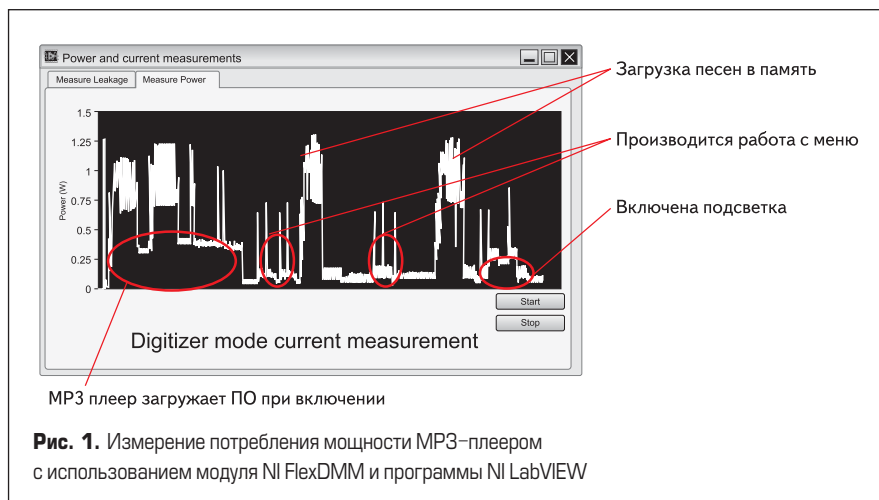 Power and current measurements
Measure Leakage
Measure Power
1.5
1.25
1
0.75
0.5
0.25
0
Power (W)
Start
Stop
Digitizer mode current measurement
Загрузка песен в память
Производится работа с меню
Включена подсветка
MP3 плеер загружает ПО при включении
Рис. 1. Измерение потребления мощности MP3-плеером
с использованием модуля NI FlexDMM и программы NI LabVIEW